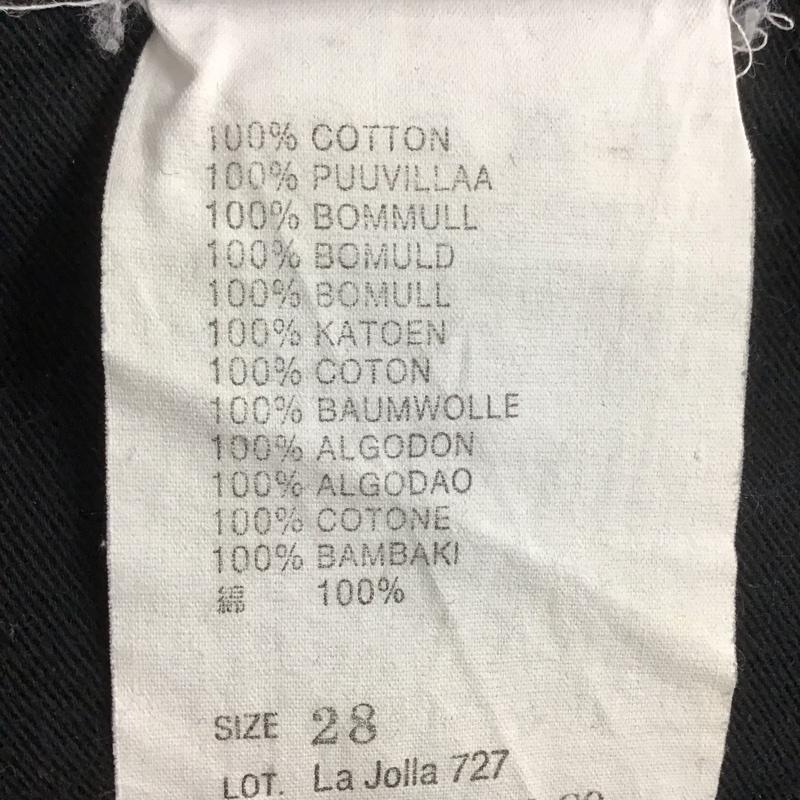 100% COTTON
100% PUUVILLAA
100% BOMMULL
100% BOMULD
100% BOMULL
100% KATOEN
100% COTON
100% BAUMWOLLE
100% ALGODON
100% ALGODAO
100% COTONE
100% BAMBAKI
綿 100%
SIZE 28
LOT. La Jolla 727